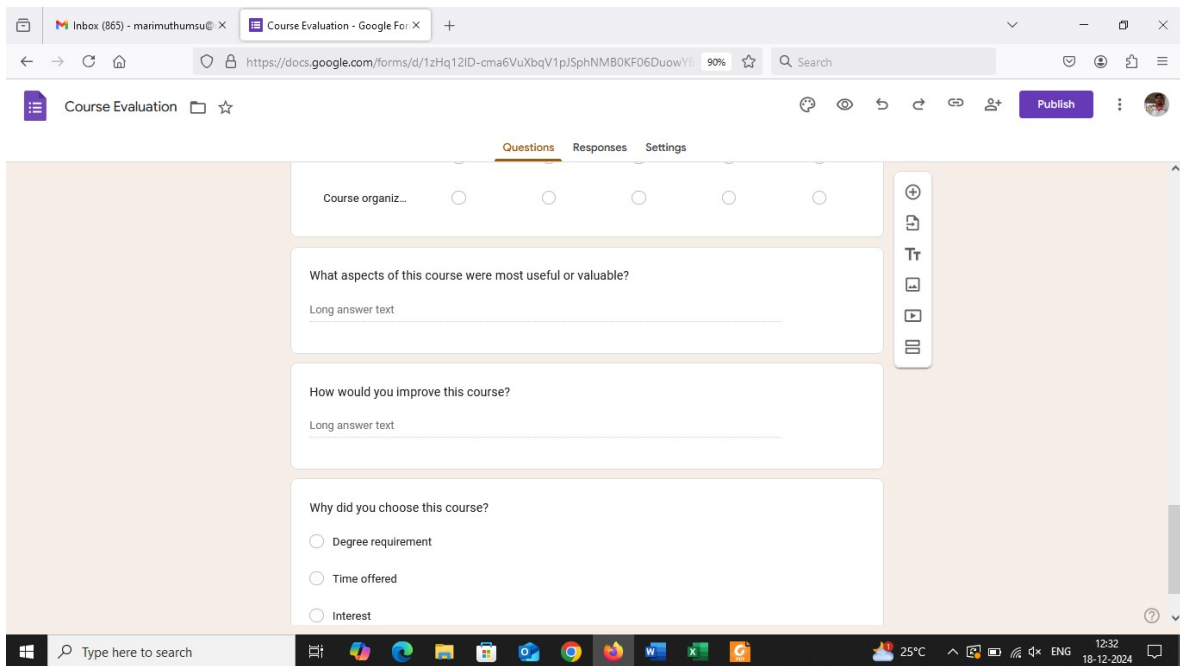 Inbox (865) - marimuthumsu@
Course Evaluation - Google For
https://docs.google.com/forms/d/1zHq12ID-cma6VuXbqV1pJSphNMB0KF06DuowYE
90%
Search
Course Evaluation
Publish
Questions Responses Settings
Course organiz...
Tт
What aspects of this course were most useful or valuable?
Long answer text
How would you improve this course?
Long answer text
Why did you choose this course?
Degree requirement
Time offered
Interest
Type here to search
25°C
ENG
12:32
18-12-2024